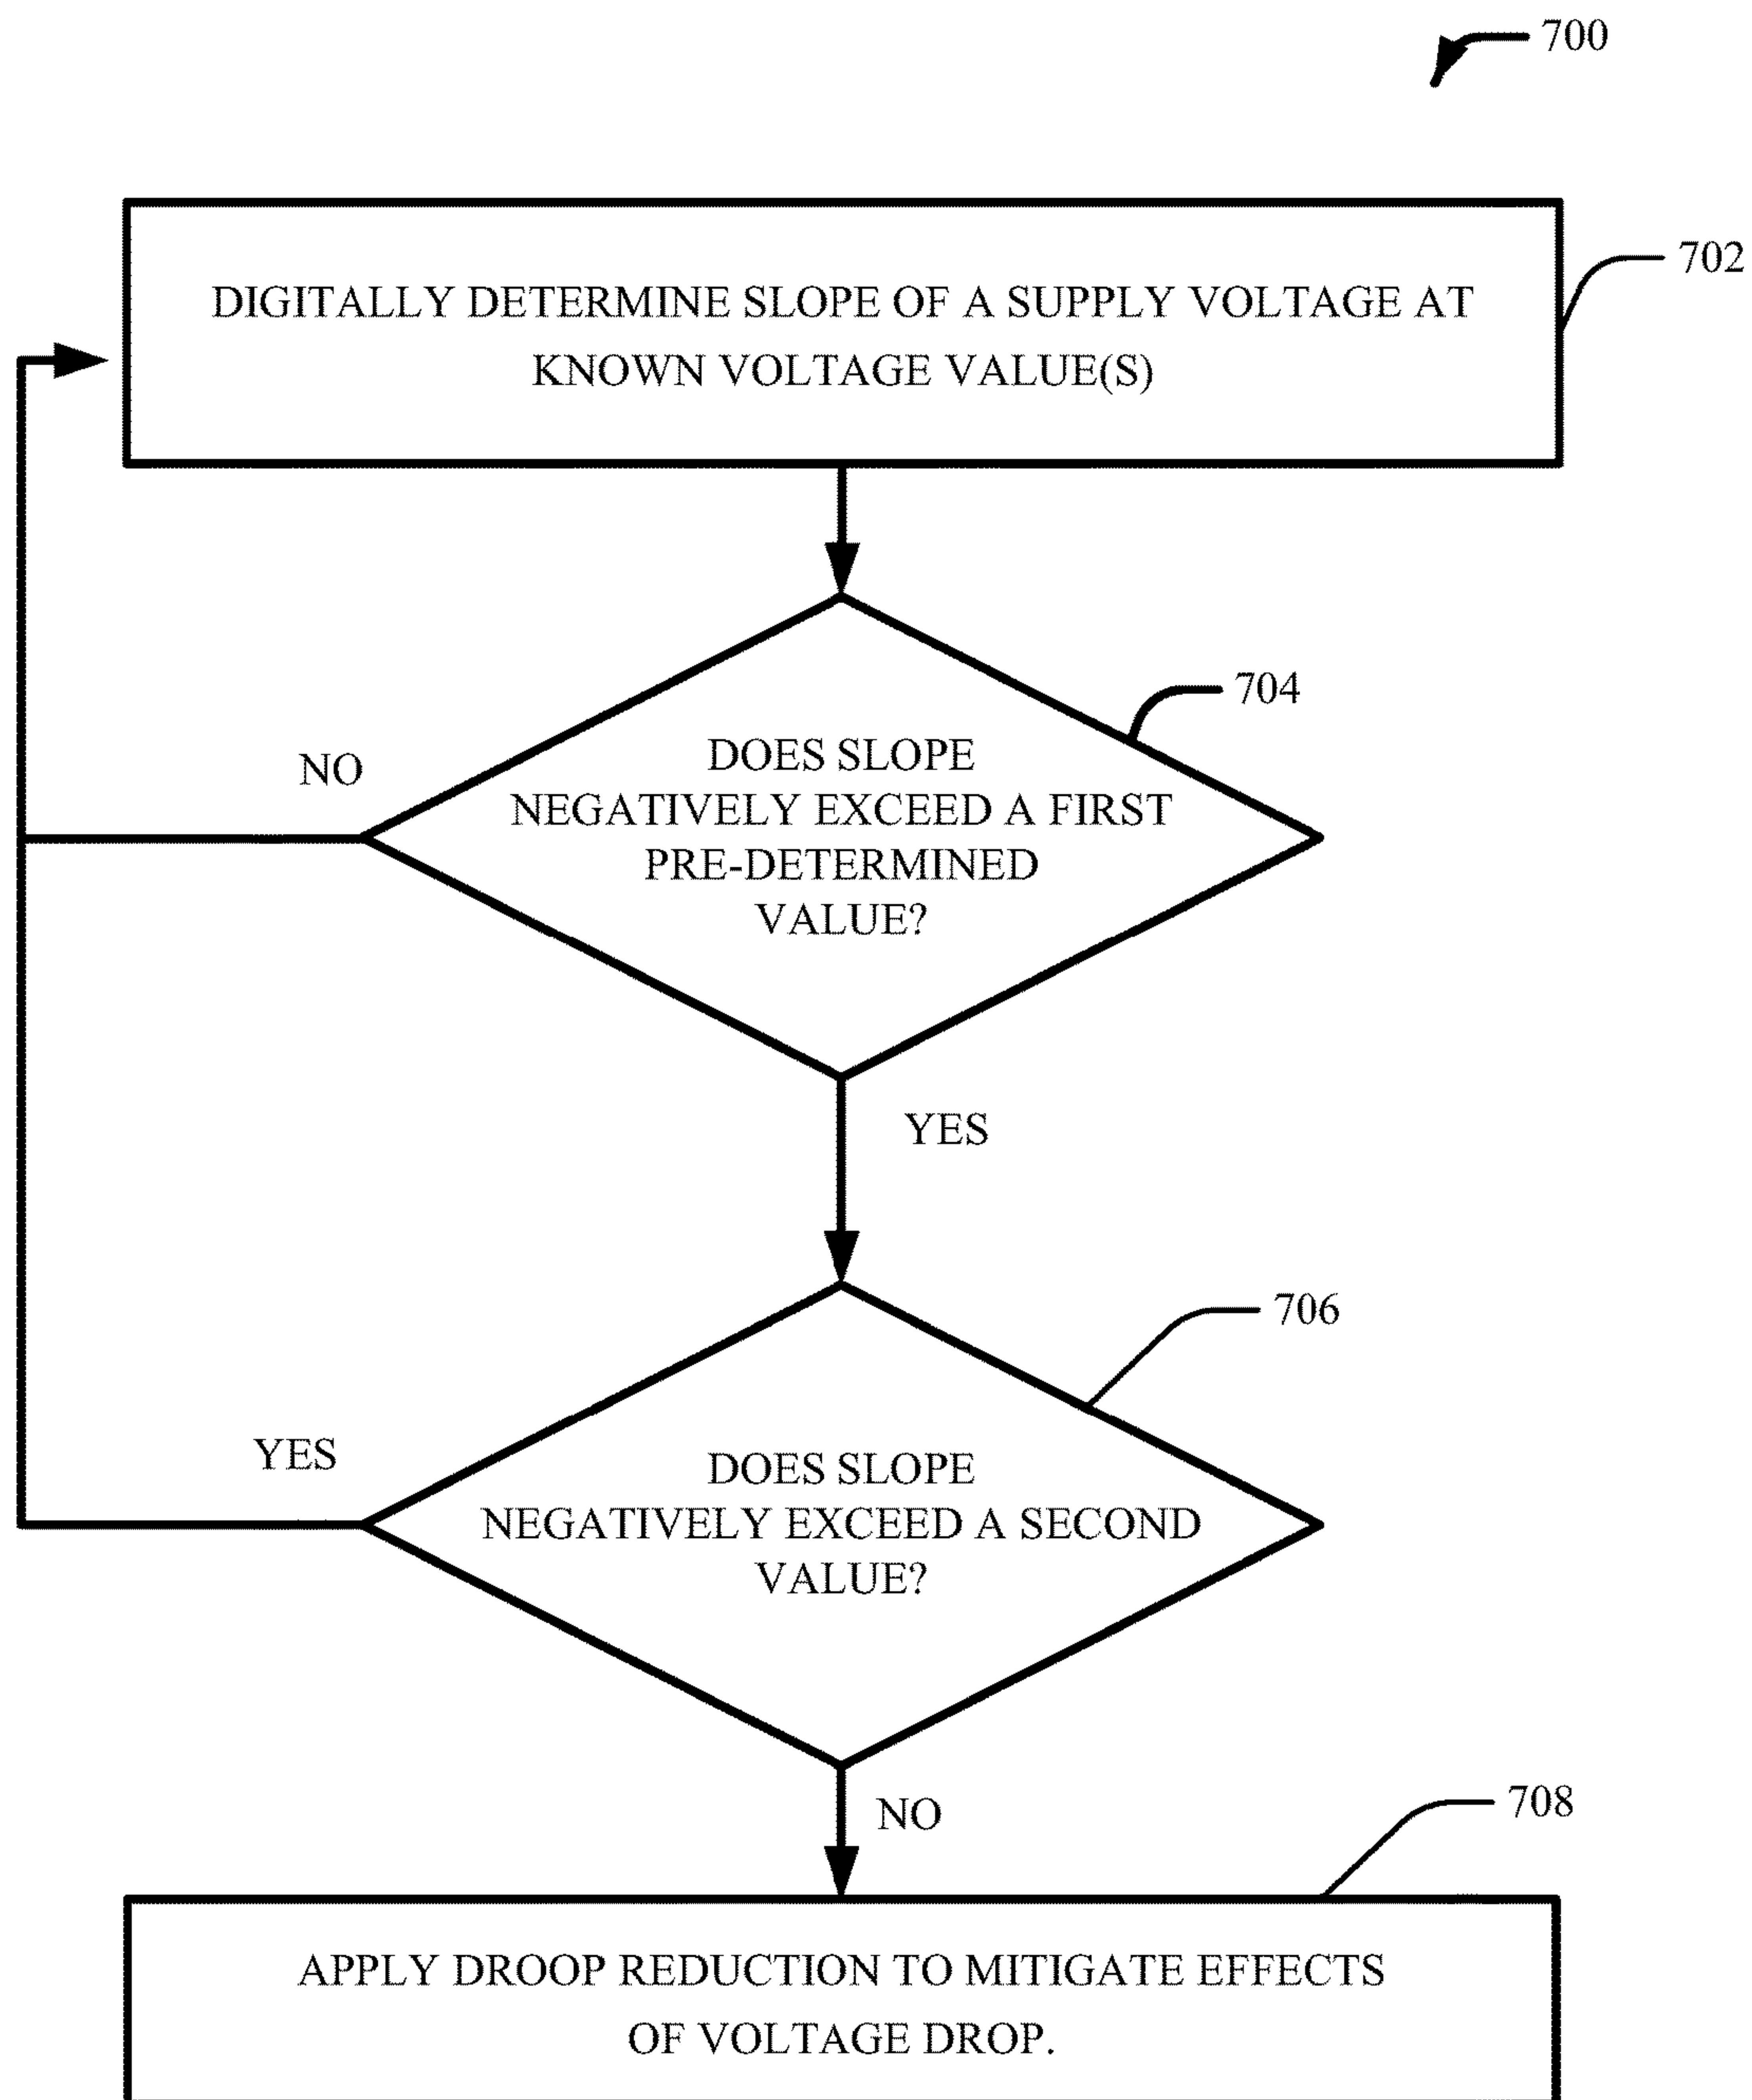 700
702
DIGITALLY DETERMINE SLOPE OF A SUPPLY VOLTAGE AT
KNOWN VOLTAGE VALUE(S)
704
NO
DOES SLOPE
NEGATIVELY EXCEED A FIRST
PRE-DETERMINED
VALUE?
YES
706
YES
DOES SLOPE
NEGATIVELY EXCEED A SECOND
VALUE?
NO
708
APPLY DROOP REDUCTION TO MITIGATE EFFECTS
OF VOLTAGE DROP.